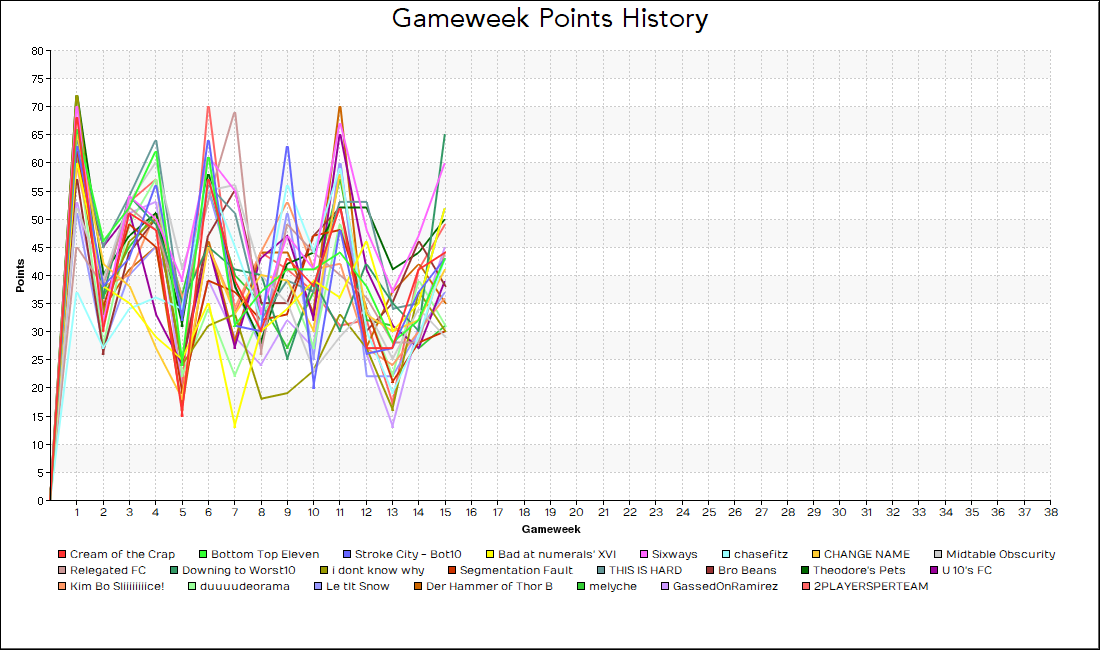 Gameweek Points History
80
75
70
65
60
55
50
45
40
35
30
25
20
15
10
5
0
Points
1 2 3 4 5 6 7 8 9 10 11 12 13 14 15 16 17 18 19 20 21 22 23 24 25 26 27 28 29 30 31 32 33 34 35 36 37 38
Gameweek
Cream of the Crap Bottom Top Eleven Stroke City - Bot10 Bad at numerals' XVI Sixways chasefitz CHANGE NAME Midtable Obscurity
Relegated FC Downing to Worst10 i dont know why Segmentation Fault THIS IS HARD Bro Beans Theodore's Pets U 10's FC
Kim Bo Sliiiiiiiice! duuuudeorama Le tIt Snow Der Hammer of Thor B melyche GassedOnRamirez 2PLAYERSPERTEAM